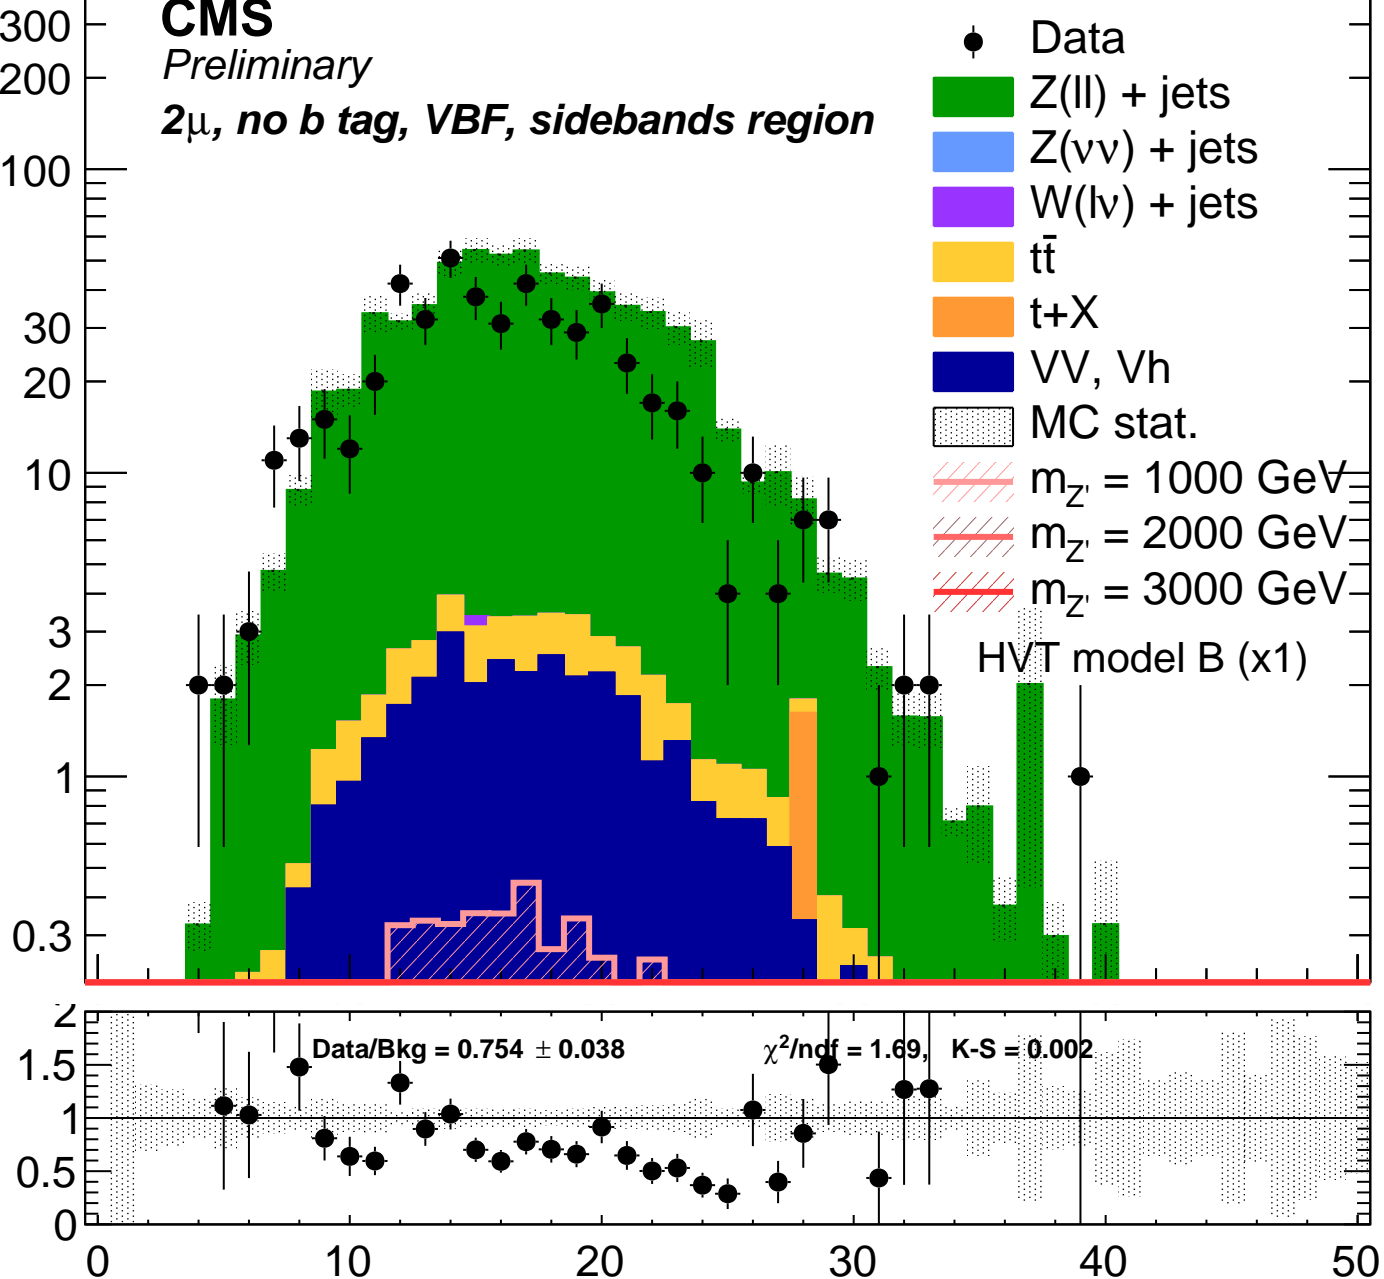 CMS
Preliminary
2μ, no b tag, VBF, sidebands region
Data
Z(ll) + jets
Z(νν) + jets
W(lν) + jets
tt̄
t+X
VV, Vh
MC stat.
m_Z' = 1000 GeV
m_Z' = 2000 GeV
m_Z' = 3000 GeV
HVT model B (x1)
300
200
100
30
20
10
3
2
1
0.3
Data/Bkg = 0.754 ± 0.038
χ²/ndf = 1.69, K-S = 0.002
2
1.5
1
0.5
0
0 10 20 30 40 50